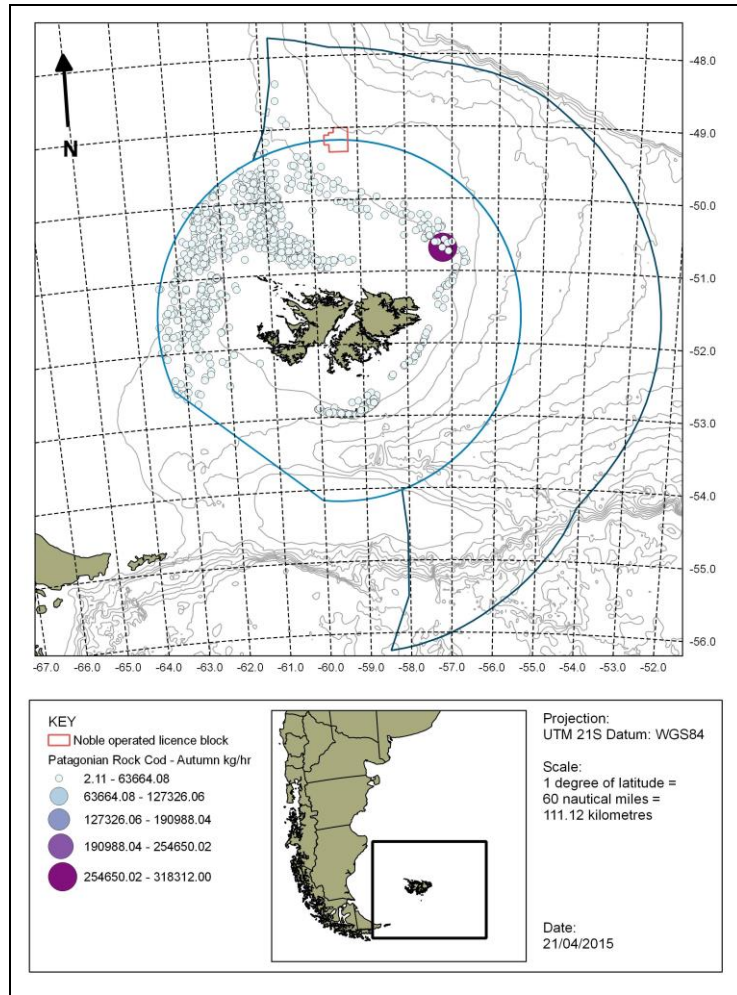 N
-48.0
-49.0
-50.0
-51.0
-52.0
-53.0
-54.0
-55.0
-56.0
-67.0 -66.0 -65.0 -64.0 -63.0 -62.0 -61.0 -60.0 -59.0 -58.0 -57.0 -56.0 -55.0 -54.0 -53.0 -52.0
KEY
Noble operated licence block
Patagonian Rock Cod - Autumn kg/hr
2.11 - 63664.08
63664.08 - 127326.06
127326.06 - 190988.04
190988.04 - 254650.02
254650.02 - 318312.00
Projection:
UTM 21S Datum: WGS84
Scale:
1 degree of latitude =
60 nautical miles =
111.12 kilometres
Date:
21/04/2015